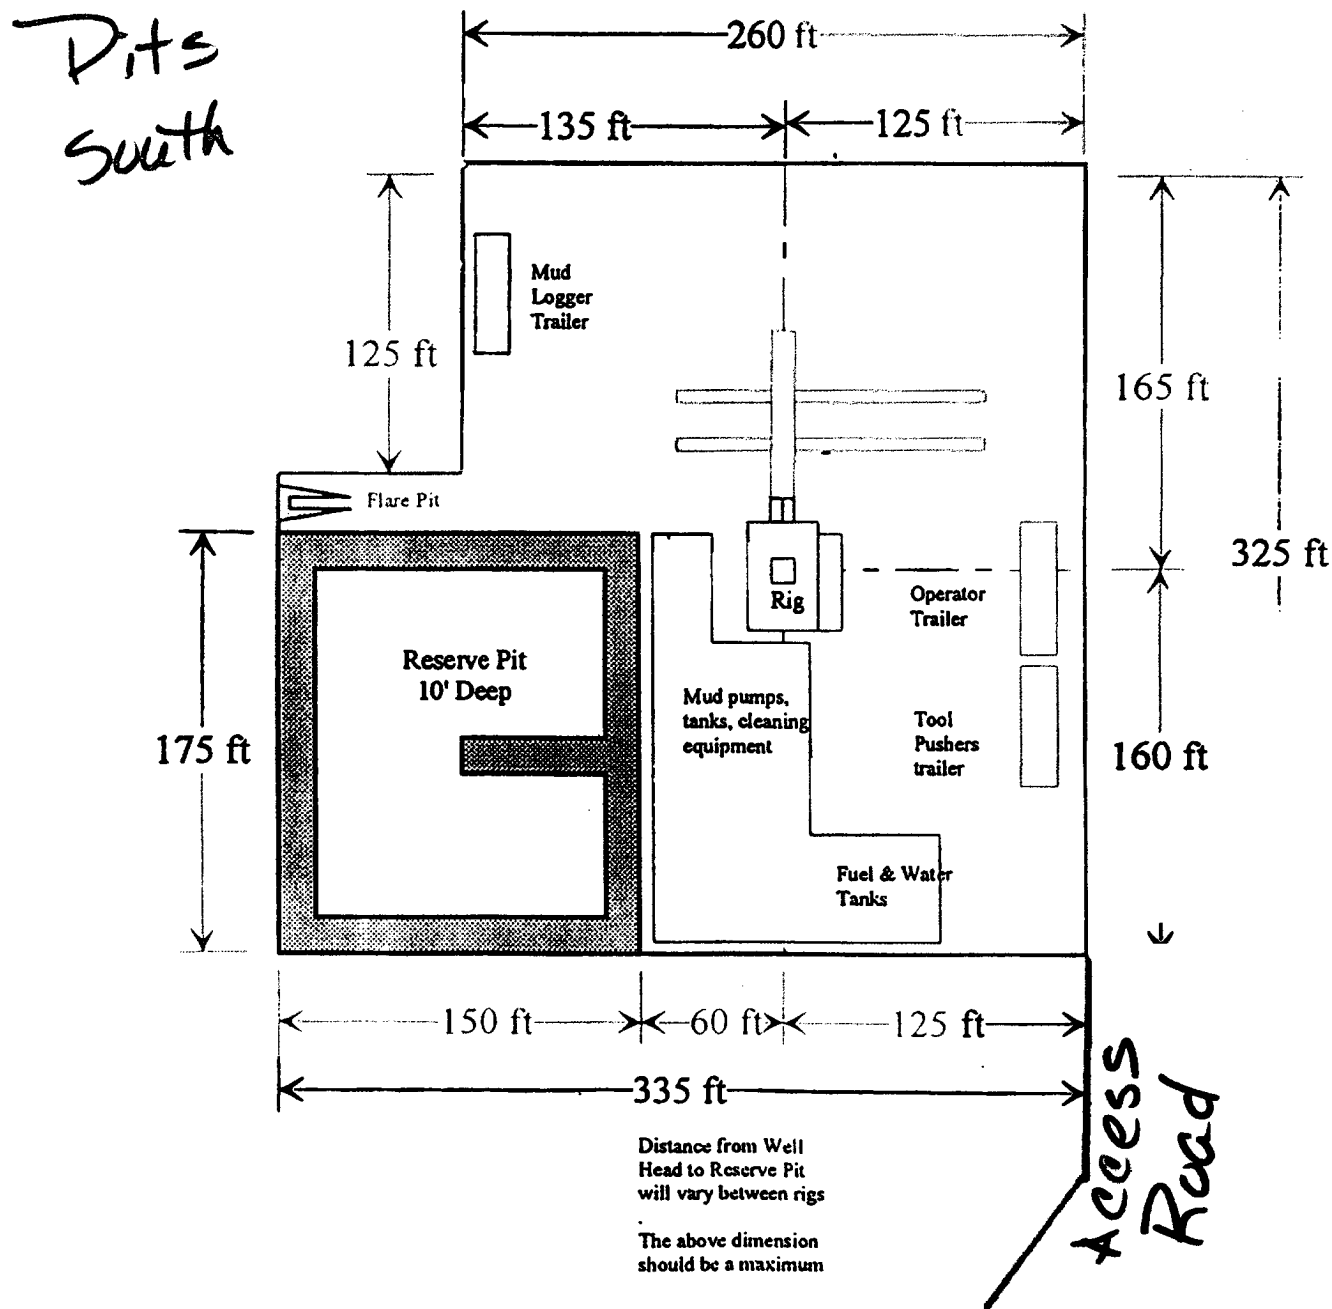 Pits
South
260 ft
135 ft
125 ft
Mud
Logger
Trailer
125 ft
165 ft
Flare Pit
325 ft
Rig
Operator
Trailer
Reserve Pit
10' Deep
Mud pumps,
tanks, cleaning
equipment
Tool
Pushers
trailer
175 ft
160 ft
Fuel & Water
Tanks
150 ft
60 ft
125 ft
335 ft
Distance from Well
Head to Reserve Pit
will vary between rigs
The above dimension
should be a maximum
Access
Road